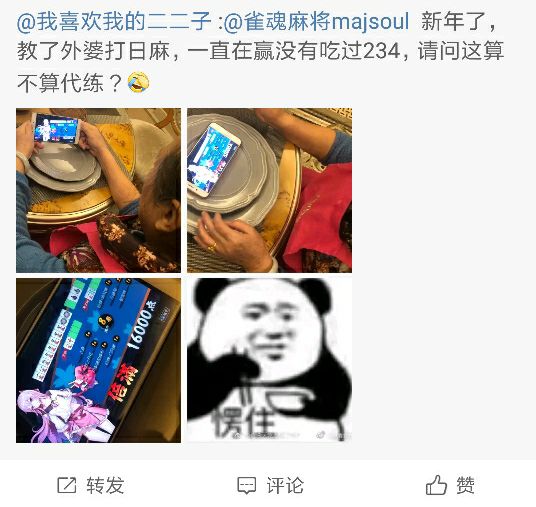 @我喜欢我的二二子:@雀魂麻将majsoul 新年了，
教了外婆打日麻，一直在赢没有吃过234，请问这算
不算代练？🤣
倍满
16000点
愣住
转发
评论
赞